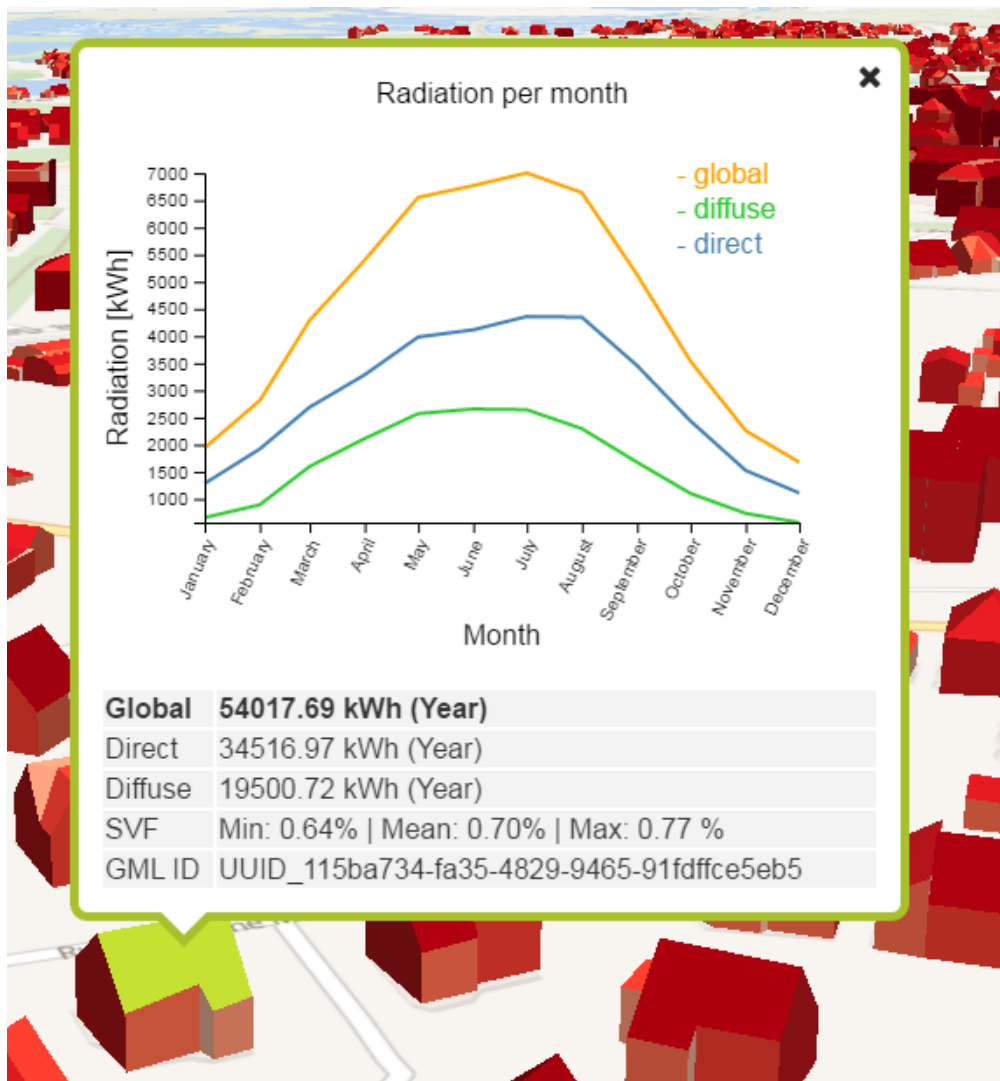 Radiation per month
✖
- global
- diffuse
- direct
Radiation [kWh]
7000
6500
6000
5500
5000
4500
4000
3500
3000
2500
2000
1500
1000
January
February
March
April
May
June
July
August
September
October
November
December
Month
Global 54017.69 kWh (Year)
Direct 34516.97 kWh (Year)
Diffuse 19500.72 kWh (Year)
SVF Min: 0.64% | Mean: 0.70% | Max: 0.77 %
GML ID UUID_115ba734-fa35-4829-9465-91fdffce5eb5